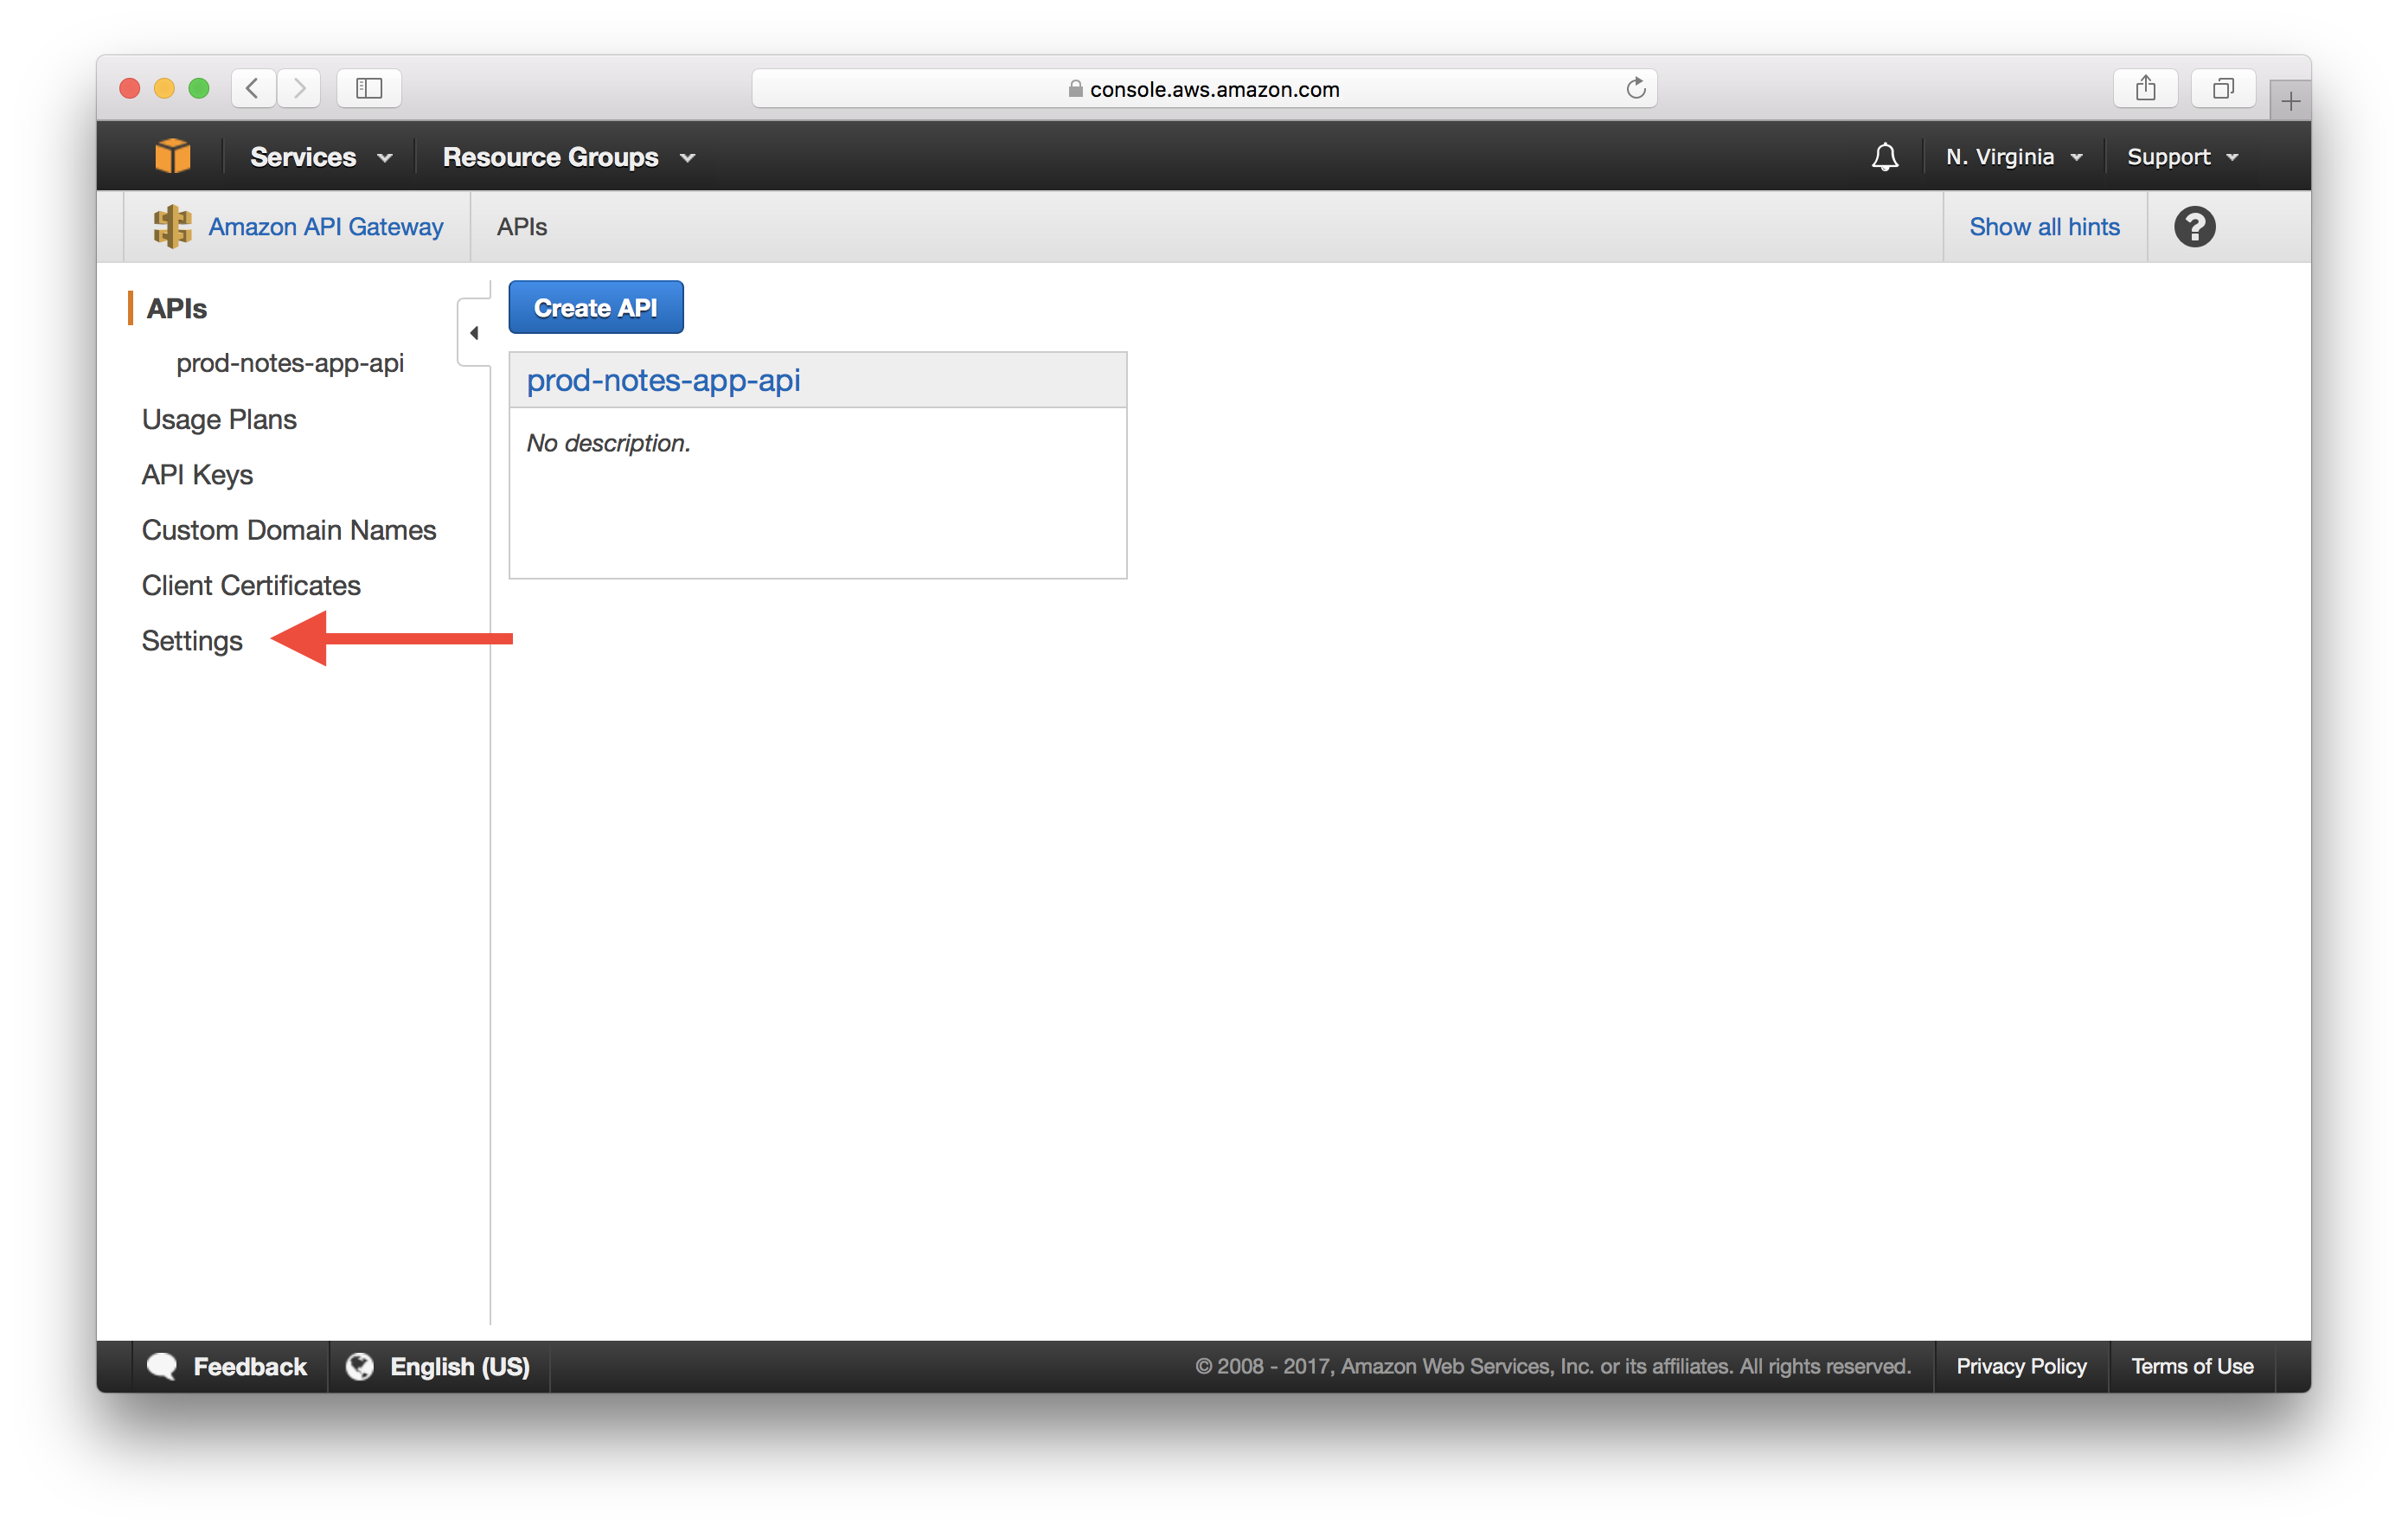 console.aws.amazon.com
Services Resource Groups N. Virginia Support
Amazon API Gateway APIs Show all hints ?
APIs
prod-notes-app-api
Usage Plans
API Keys
Custom Domain Names
Client Certificates
Settings
Create API
prod-notes-app-api
No description.
Feedback English (US) © 2008 - 2017, Amazon Web Services, Inc. or its affiliates. All rights reserved. Privacy Policy Terms of Use